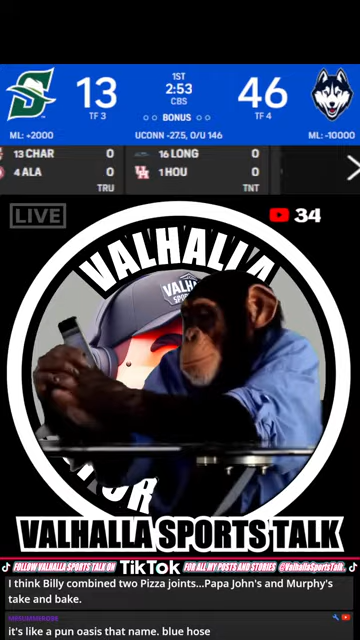 S
13
TF 3
1ST
2:53
CBS
BONUS
46
TF 4
ML: +2000
UCONN -27.5, O/U 146
ML: -10000
13 CHAR 0
4 ALA 0
TRU
16 LONG 0
1 HOU 0
TNT
LIVE
34
VALHALLA
VALH
SPOR
VALHALLA SPORTS TALK
FOLLOW VALHALLA SPORTS TALK ON TikTok FOR ALL MY POSTS AND STORIES @ValhallaSportsTalk
I think Billy combined two Pizza joints...Papa John's and Murphy's
take and bake.
it's like a pun oasis that name. blue hose